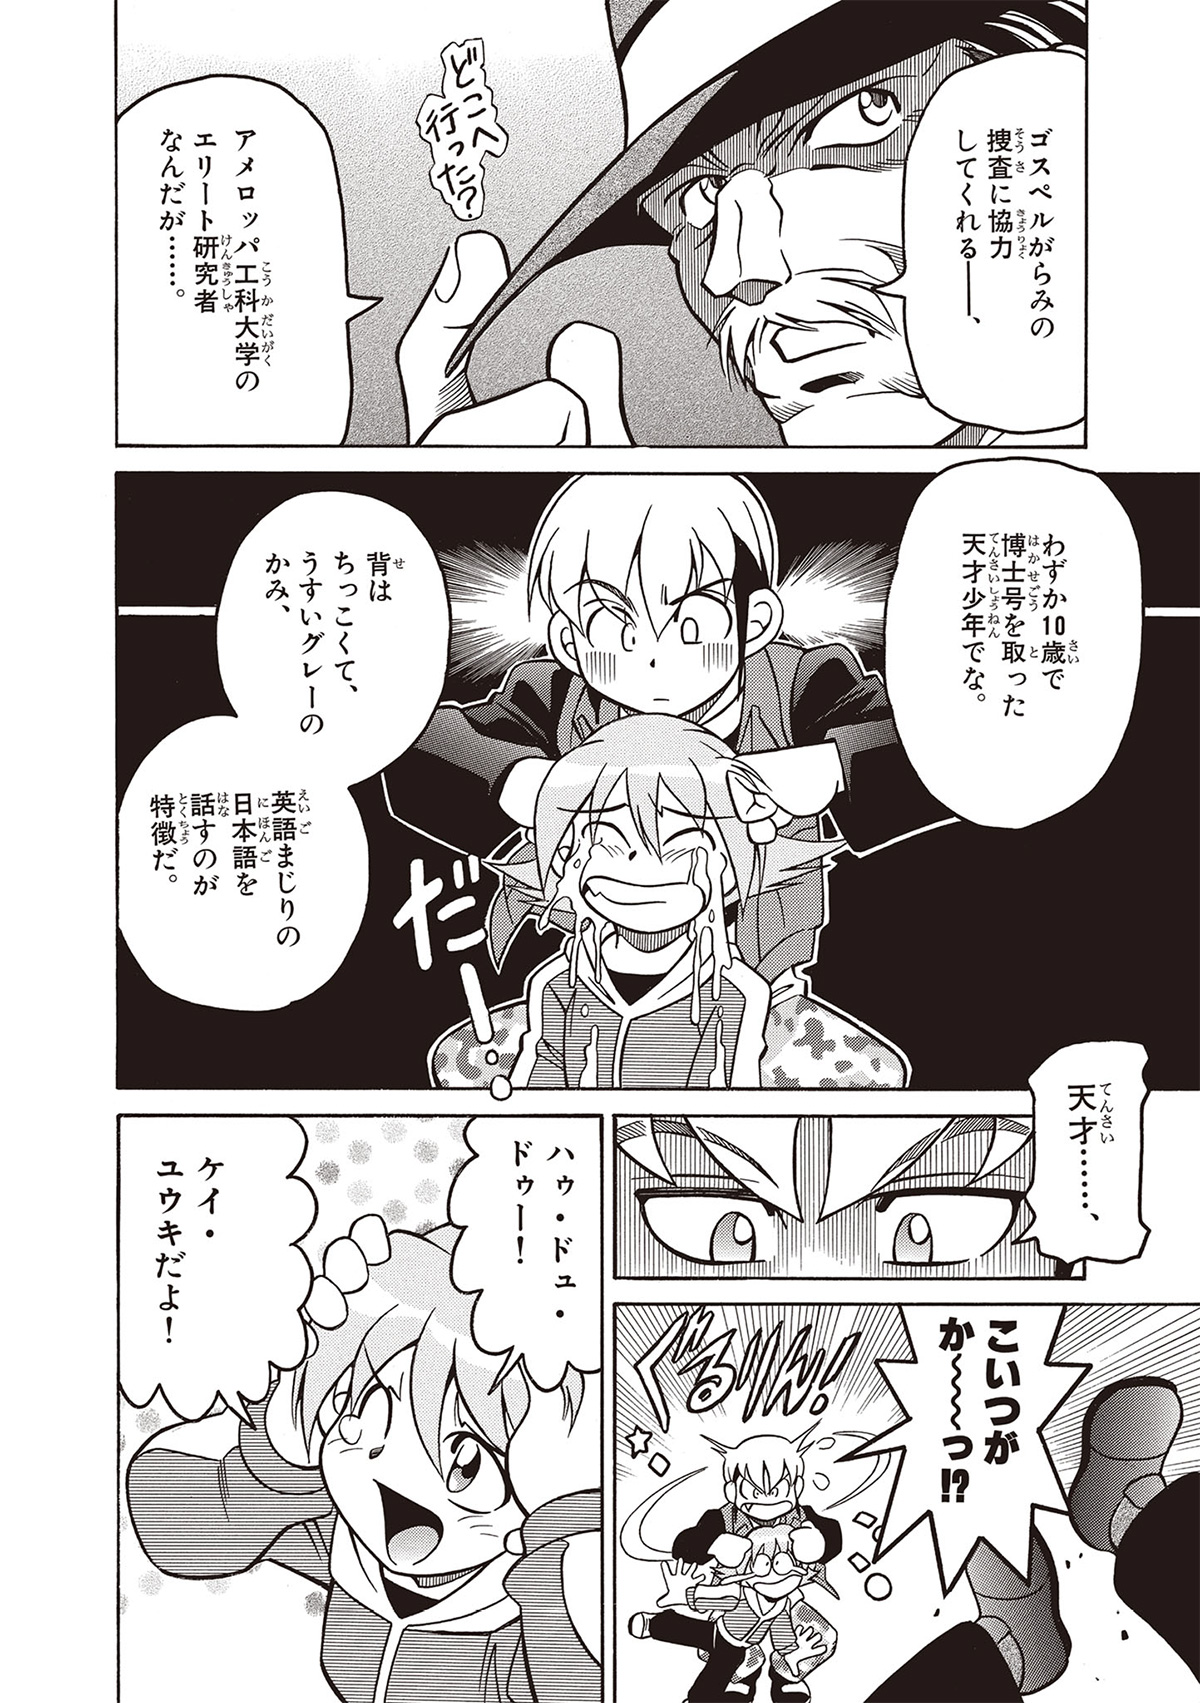 ゴスペルがらみの
捜査に協力
してくれる——、
どこへ
行った?
アメロッパ工科大学の
エリート研究者
なんだが……。
わずか10歳で
博士号を取った
天才少年でな。
背は
ちっこくて、
うすいグレーの
かみ、
英語まじりの
日本語を
話すのが
特徴だ。
だー。
天才……、
こいつが
か〜〜〜っ!?
ぐるりん!
ハゥ・ドュ・
ドゥー!
ケイ・
ユウキだよ!